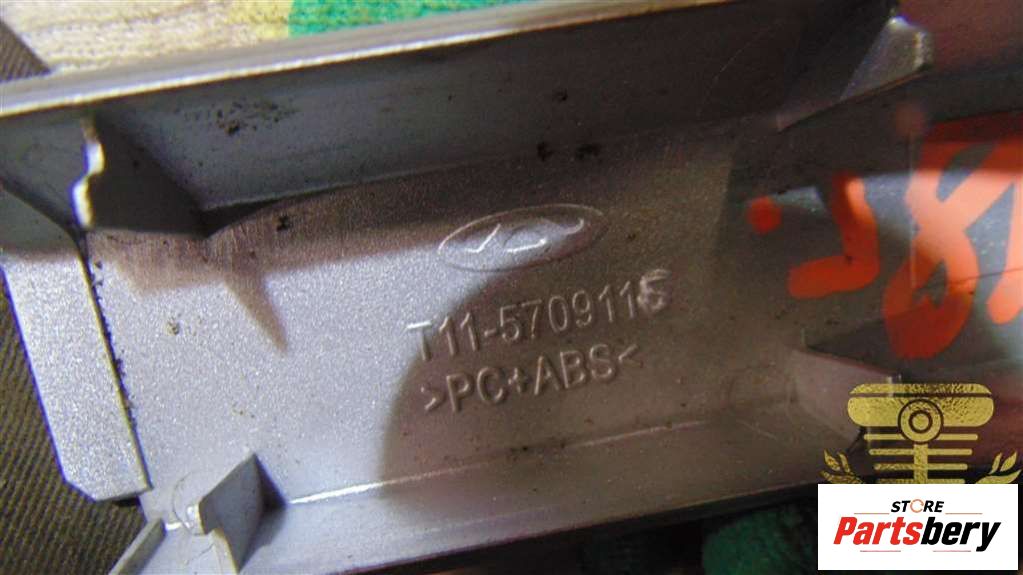 T11-5709115
>PC+ABS<
STORE
Partsbery